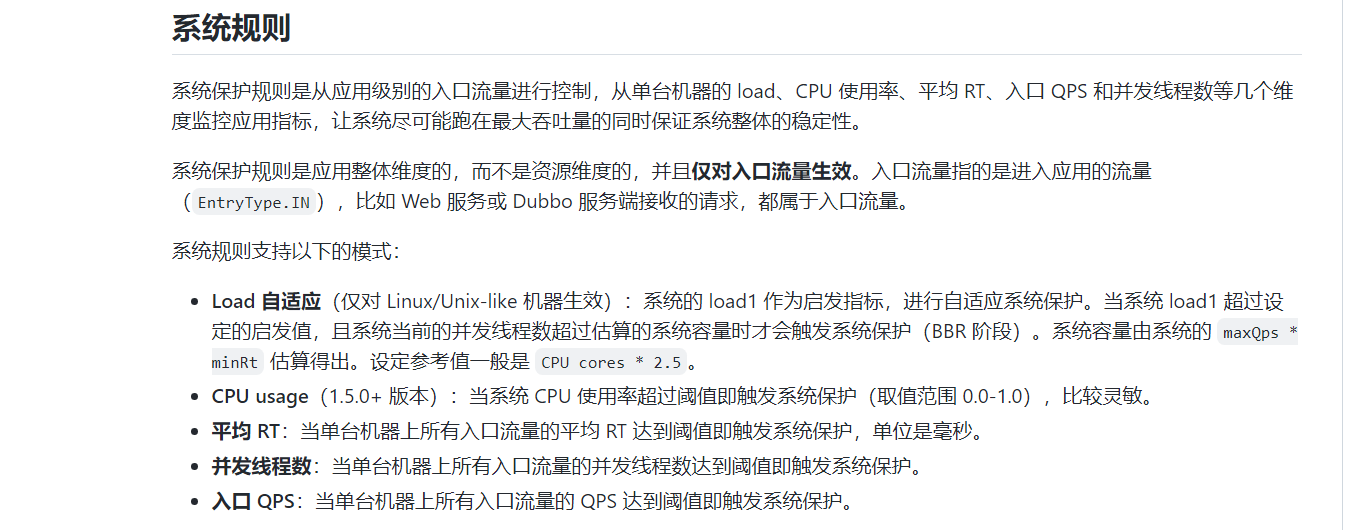 系统规则
系统保护规则是从应用级别的入口流量进行控制，从单台机器的 load、CPU 使用率、平均 RT、入口 QPS 和并发线程数等几个维
度监控应用指标，让系统尽可能跑在最大吞吐量的同时保证系统整体的稳定性。
系统保护规则是应用整体维度的，而不是资源维度的，并且仅对入口流量生效。入口流量指的是进入应用的流量
（EntryType.IN），比如 Web 服务或 Dubbo 服务端接收的请求，都属于入口流量。
系统规则支持以下的模式：
• Load 自适应（仅对 Linux/Unix-like 机器生效）：系统的 load1 作为启发指标，进行自适应系统保护。当系统 load1 超过设
定的启发值，且系统当前的并发线程数超过估算的系统容量时才会触发系统保护（BBR 阶段）。系统容量由系统的 maxQps *
minRt 估算得出。设定参考值一般是 CPU cores * 2.5。
• CPU usage（1.5.0+ 版本）：当系统 CPU 使用率超过阈值即触发系统保护（取值范围 0.0-1.0），比较灵敏。
• 平均 RT：当单台机器上所有入口流量的平均 RT 达到阈值即触发系统保护，单位是毫秒。
• 并发线程数：当单台机器上所有入口流量的并发线程数达到阈值即触发系统保护。
• 入口 QPS：当单台机器上所有入口流量的 QPS 达到阈值即触发系统保护。